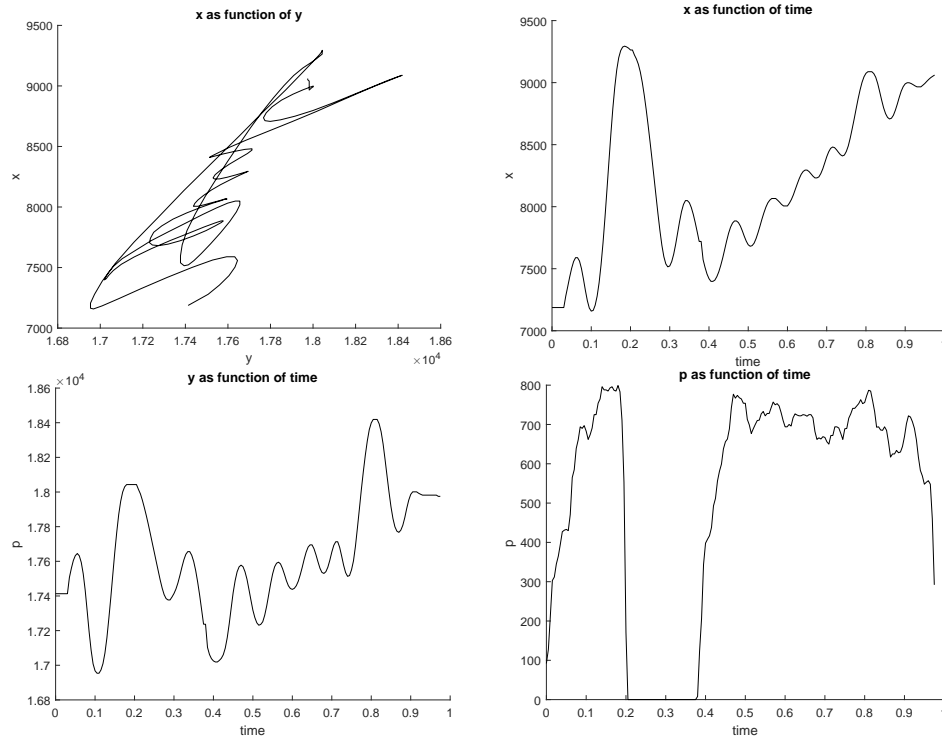 x as function of y
9500
9000
8500
8000
7500
7000
x
1.68 1.7 1.72 1.74 1.76 1.78 1.8 1.82 1.84 1.86
y
×10⁴
x as function of time
9500
9000
8500
8000
7500
7000
x
0 0.1 0.2 0.3 0.4 0.5 0.6 0.7 0.8 0.9 1
time
y as function of time
×10⁴
1.86
1.84
1.82
1.8
1.78
1.76
1.74
1.72
1.7
1.68
p
0 0.1 0.2 0.3 0.4 0.5 0.6 0.7 0.8 0.9 1
time
p as function of time
800
700
600
500
400
300
200
100
0
p
0 0.1 0.2 0.3 0.4 0.5 0.6 0.7 0.8 0.9 1
time